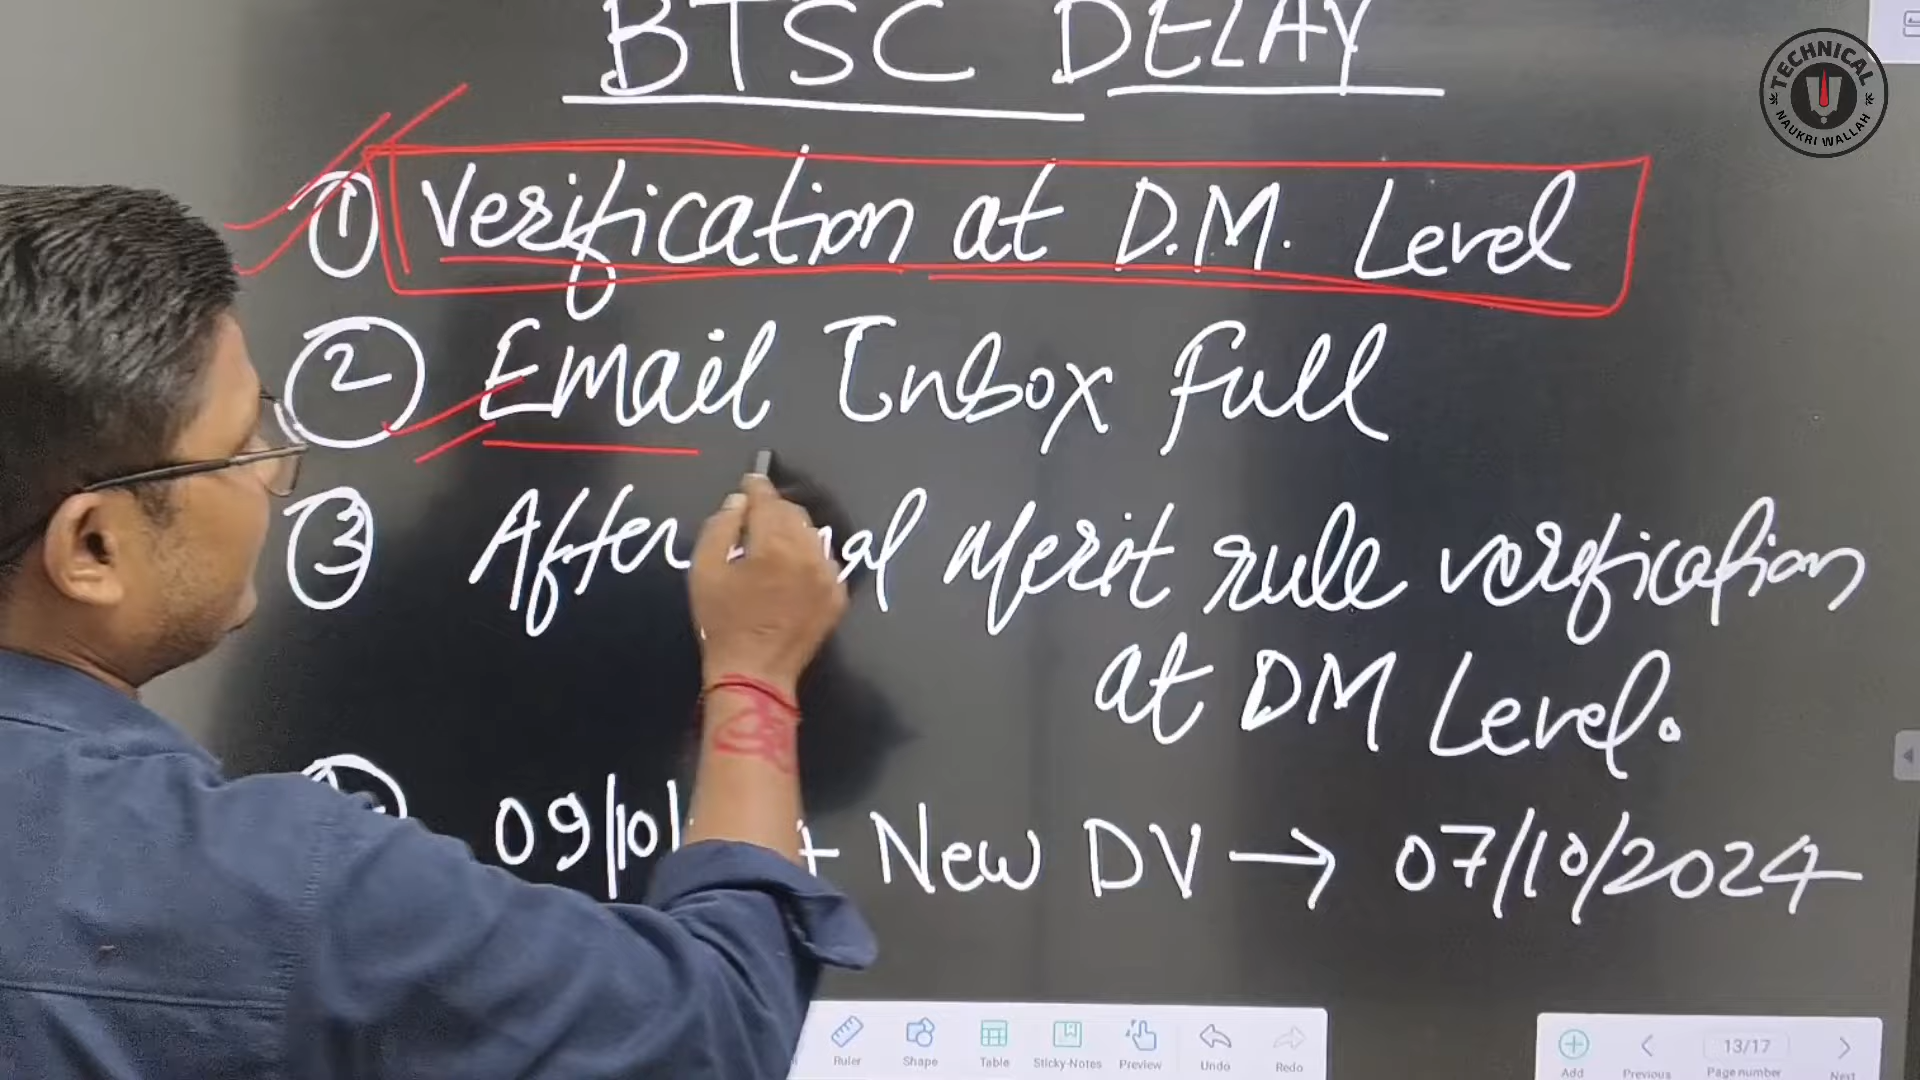 BTSC DELAY
TECHNICAL
NAUKRI WALLAH
① Verification at D.M. Level
② Email Inbox Full
③ After Merit rule verification
at DM Level.
09/10/ + New DV → 07/10/2024
Ruler Shape Table Sticky-Notes Preview Undo Redo
Add Previous 13/17 Page number Next